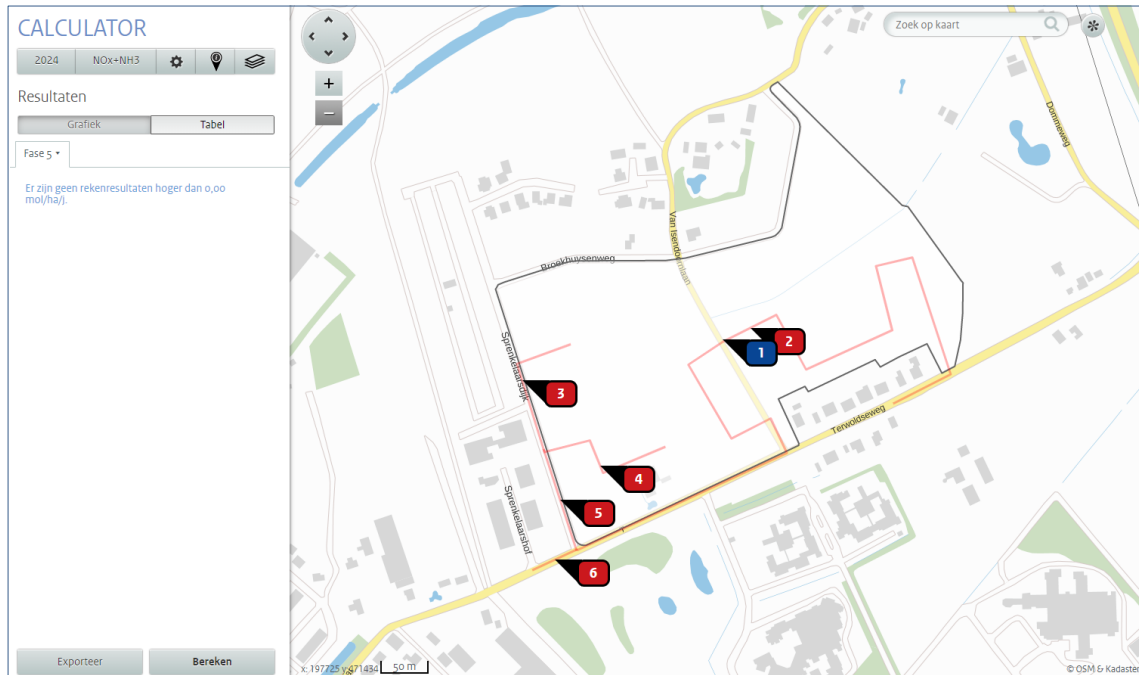 CALCULATOR
2024 NOx+NH3
Resultaten
Grafiek Tabel
Fase 5
Er zijn geen rekenresultaten hoger dan 0,00
mol/ha/j.
Exporteer Bereken
Zoek op kaart
Dommeweg
Van Isendoornlaan
Broekhuysenweg
Sprenkelaarsdijk
Terwoldseweg
Sprenkelaarshof
1
2
3
4
5
6
x: 197725 y:471434 50 m
© OSM & Kadaster